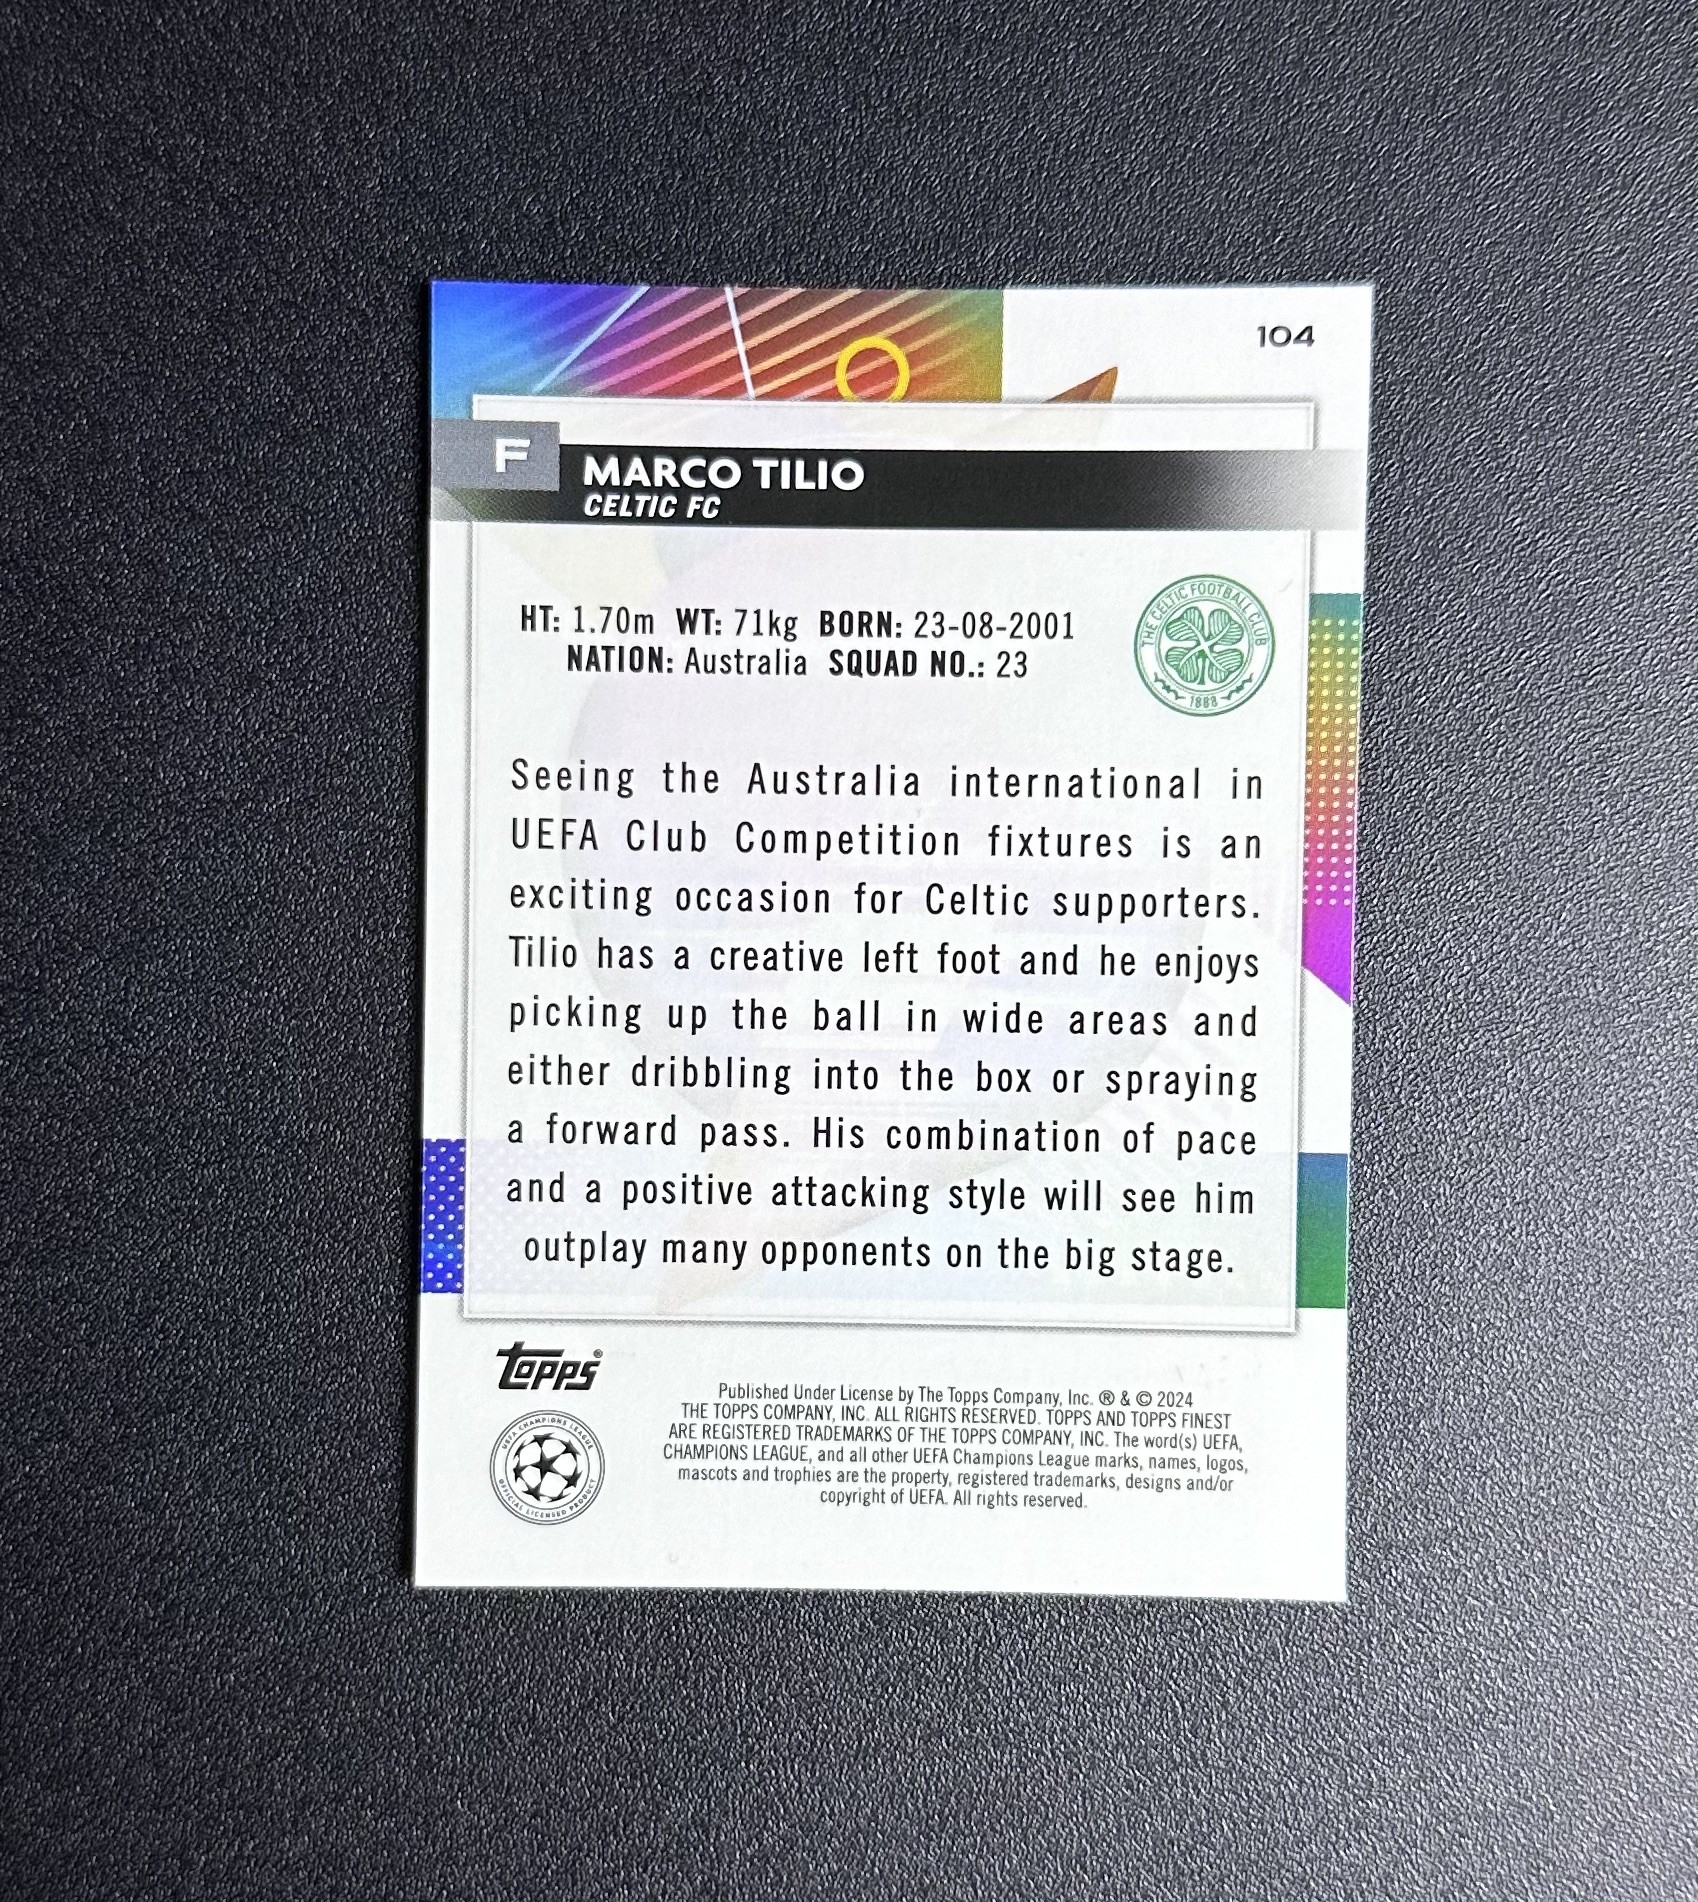 104
F
MARCO TILIO
CELTIC FC
HT: 1.70m WT: 71kg BORN: 23-08-2001
NATION: Australia SQUAD NO.: 23
THE CELTIC FOOTBALL CLUB
1888
Seeing the Australia international in
UEFA Club Competition fixtures is an
exciting occasion for Celtic supporters.
Tilio has a creative left foot and he enjoys
picking up the ball in wide areas and
either dribbling into the box or spraying
a forward pass. His combination of pace
and a positive attacking style will see him
outplay many opponents on the big stage.
Topps®
UEFA CHAMPIONS LEAGUE
OFFICIAL LICENSED PRODUCT
Published Under License by The Topps Company, Inc. ® & © 2024
THE TOPPS COMPANY, INC. ALL RIGHTS RESERVED. TOPPS AND TOPPS FINEST
ARE REGISTERED TRADEMARKS OF THE TOPPS COMPANY, INC. The word(s) UEFA,
CHAMPIONS LEAGUE, and all other UEFA Champions League marks, names, logos,
mascots and trophies are the property, registered trademarks, designs and/or
copyright of UEFA. All rights reserved.